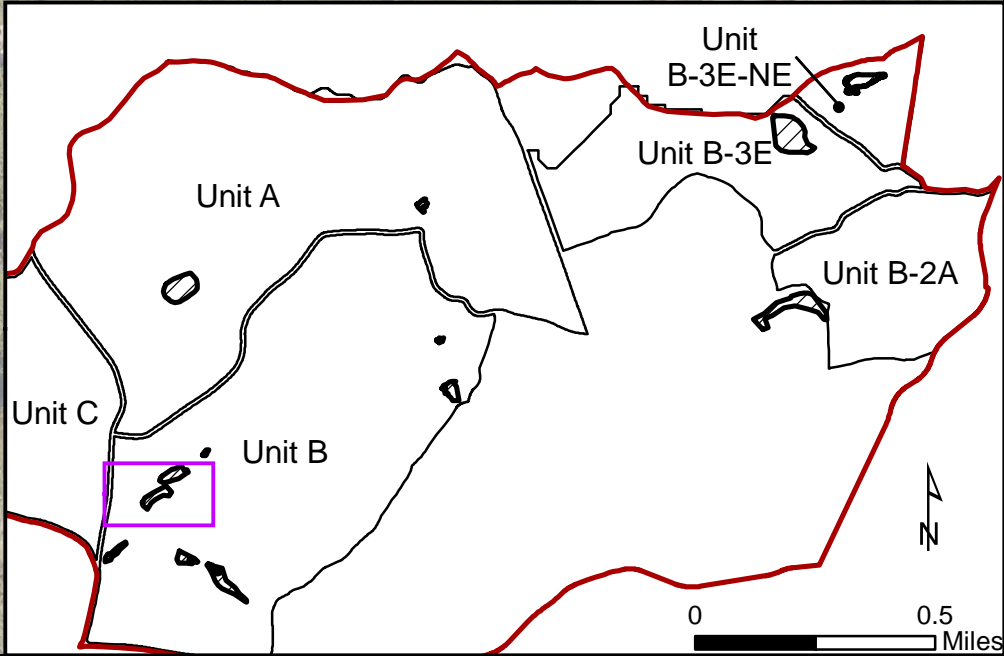 Unit
B-3E-NE
Unit B-3E
Unit A
Unit B-2A
Unit C
Unit B
N
0 0.5
Miles